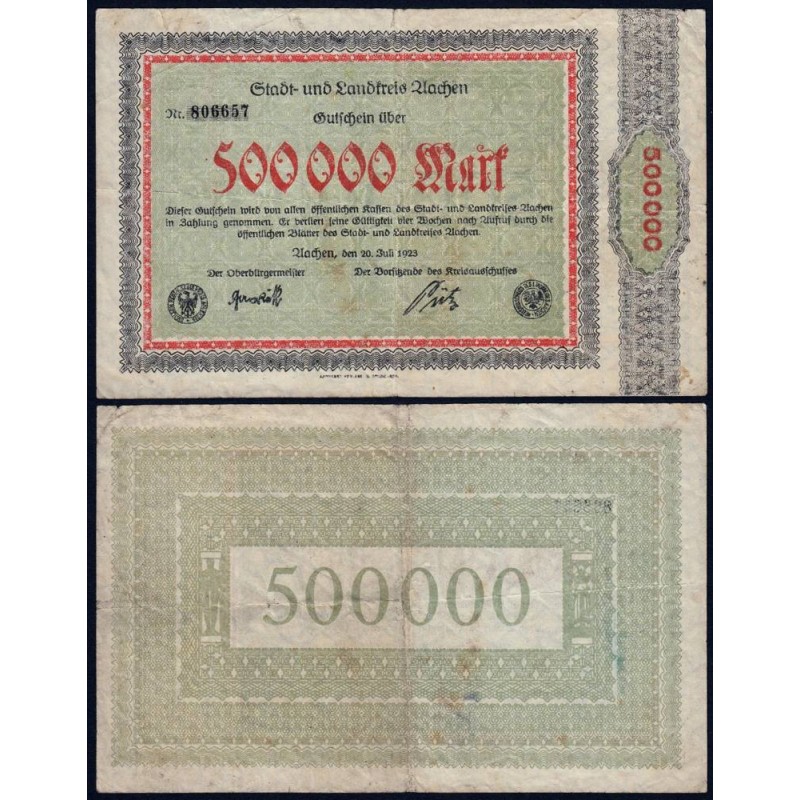 Stadt- und Landkreis Aachen
Nr. 806657
Gutschein über
500 000 Mark
Dieser Gutschein wird von allen öffentlichen Kassen des Stadt- und Landkreises Aachen
in Zahlung genommen. Er verliert seine Gültigkeit vier Wochen nach Aufruf durch die
öffentlichen Blätter des Stadt- und Landkreises Aachen.
Aachen, den 20. Juli 1923
Der Oberbürgermeister
Der Vorsitzende des Kreisausschusses
500 000
500000